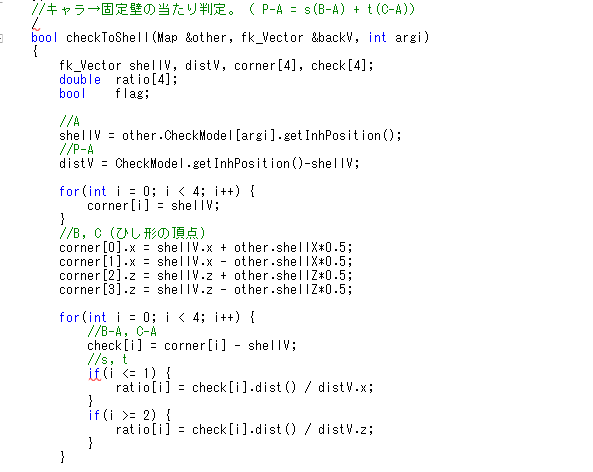 //キャラ→固定壁の当たり判定。 ( P-A = s(B-A) + t(C-A))
/
bool checkToShell(Map &other, fk_Vector &backV, int argi)
{
fk_Vector shellV, distV, corner[4], check[4];
double ratio[4];
bool flag;
//A
shellV = other.CheckModel[argi].getInhPosition();
//P-A
distV = CheckModel.getInhPosition()-shellV;
for(int i = 0; i < 4; i++) {
corner[i] = shellV;
}
//B, C (ひし形の頂点)
corner[0].x = shellV.x + other.shellX*0.5;
corner[1].x = shellV.x - other.shellX*0.5;
corner[2].z = shellV.z + other.shellZ*0.5;
corner[3].z = shellV.z - other.shellZ*0.5;
for(int i = 0; i < 4; i++) {
//B-A, C-A
check[i] = corner[i] - shellV;
//s, t
if(i <= 1) {
ratio[i] = check[i].dist() / distV.x;
}
if(i >= 2) {
ratio[i] = check[i].dist() / distV.z;
}
}